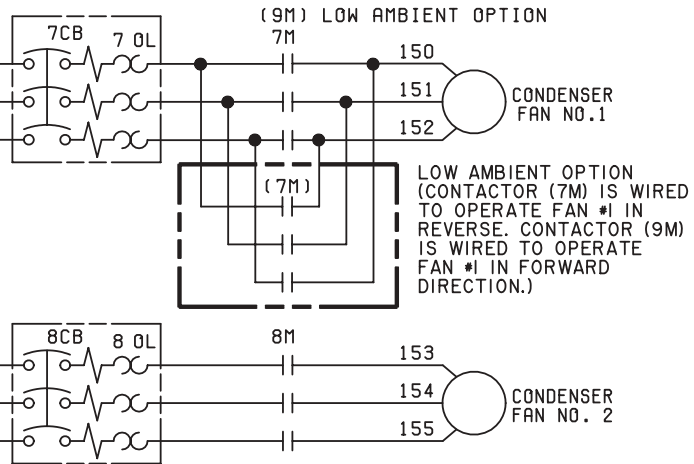 (9M) LOW AMBIENT OPTION
7CB
7 OL
7M
150
151
152
CONDENSER
FAN NO.1
(7M)
LOW AMBIENT OPTION
(CONTACTOR (7M) IS WIRED
TO OPERATE FAN #1 IN
REVERSE. CONTACTOR (9M)
IS WIRED TO OPERATE
FAN #1 IN FORWARD
DIRECTION.)
8CB
8 OL
8M
153
154
155
CONDENSER
FAN NO. 2